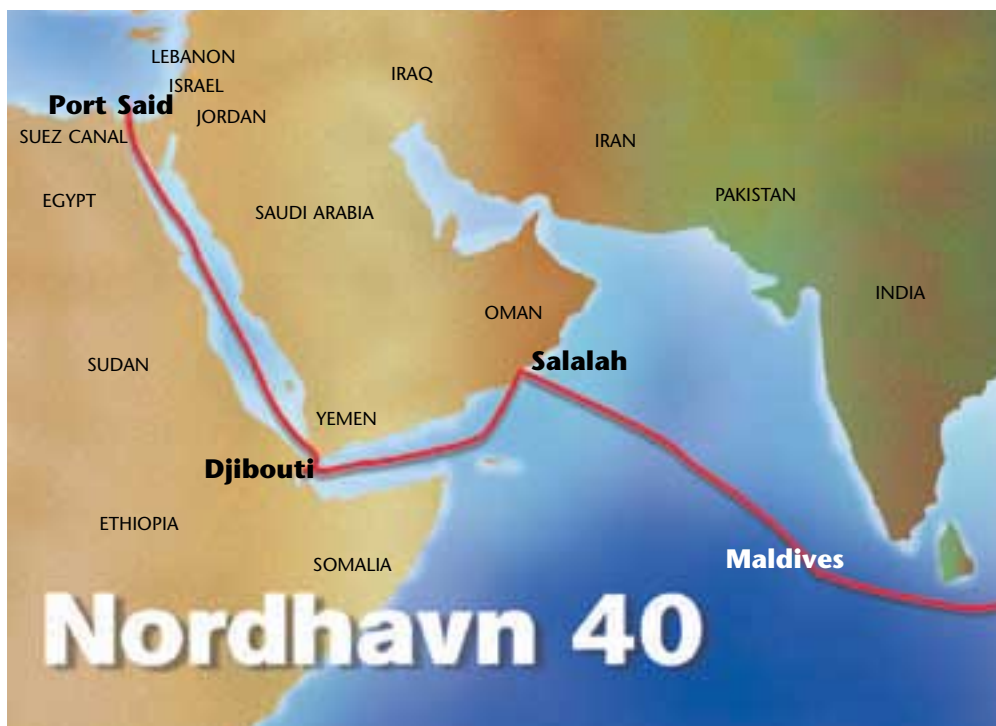 LEBANON
IRAQ
ISRAEL
Port Said
JORDAN
SUEZ CANAL
IRAN
EGYPT
PAKISTAN
SAUDI ARABIA
INDIA
OMAN
SUDAN
Salalah
YEMEN
Djibouti
ETHIOPIA
Maldives
SOMALIA
Nordhavn 40